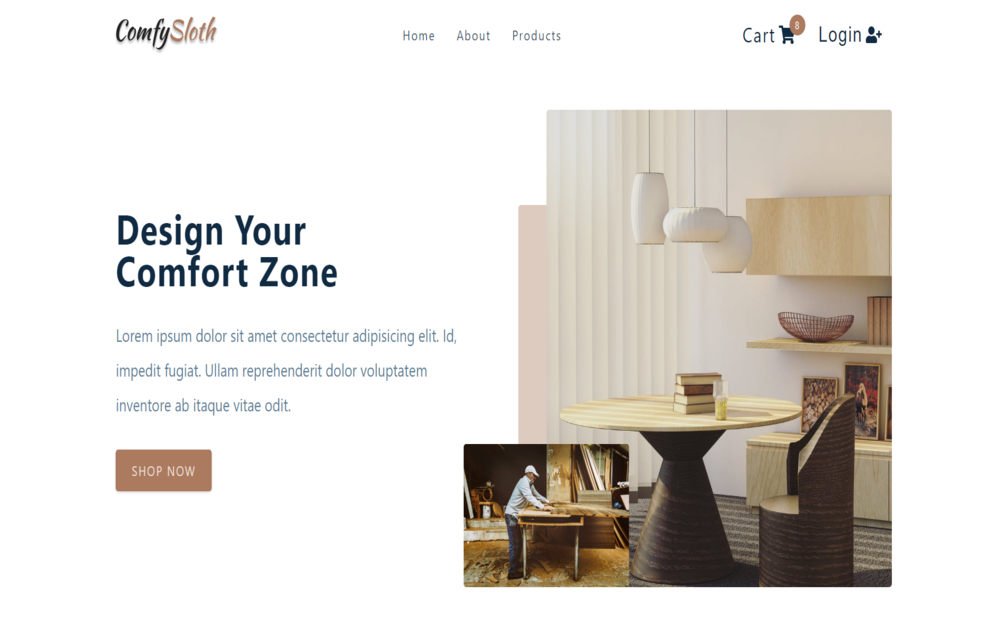 ComfySloth
Home About Products
Cart 8 Login
Design Your
Comfort Zone
Lorem ipsum dolor sit amet consectetur adipisicing elit. Id,
impedit fugiat. Ullam reprehenderit dolor voluptatem
inventore ab itaque vitae odit.
SHOP NOW